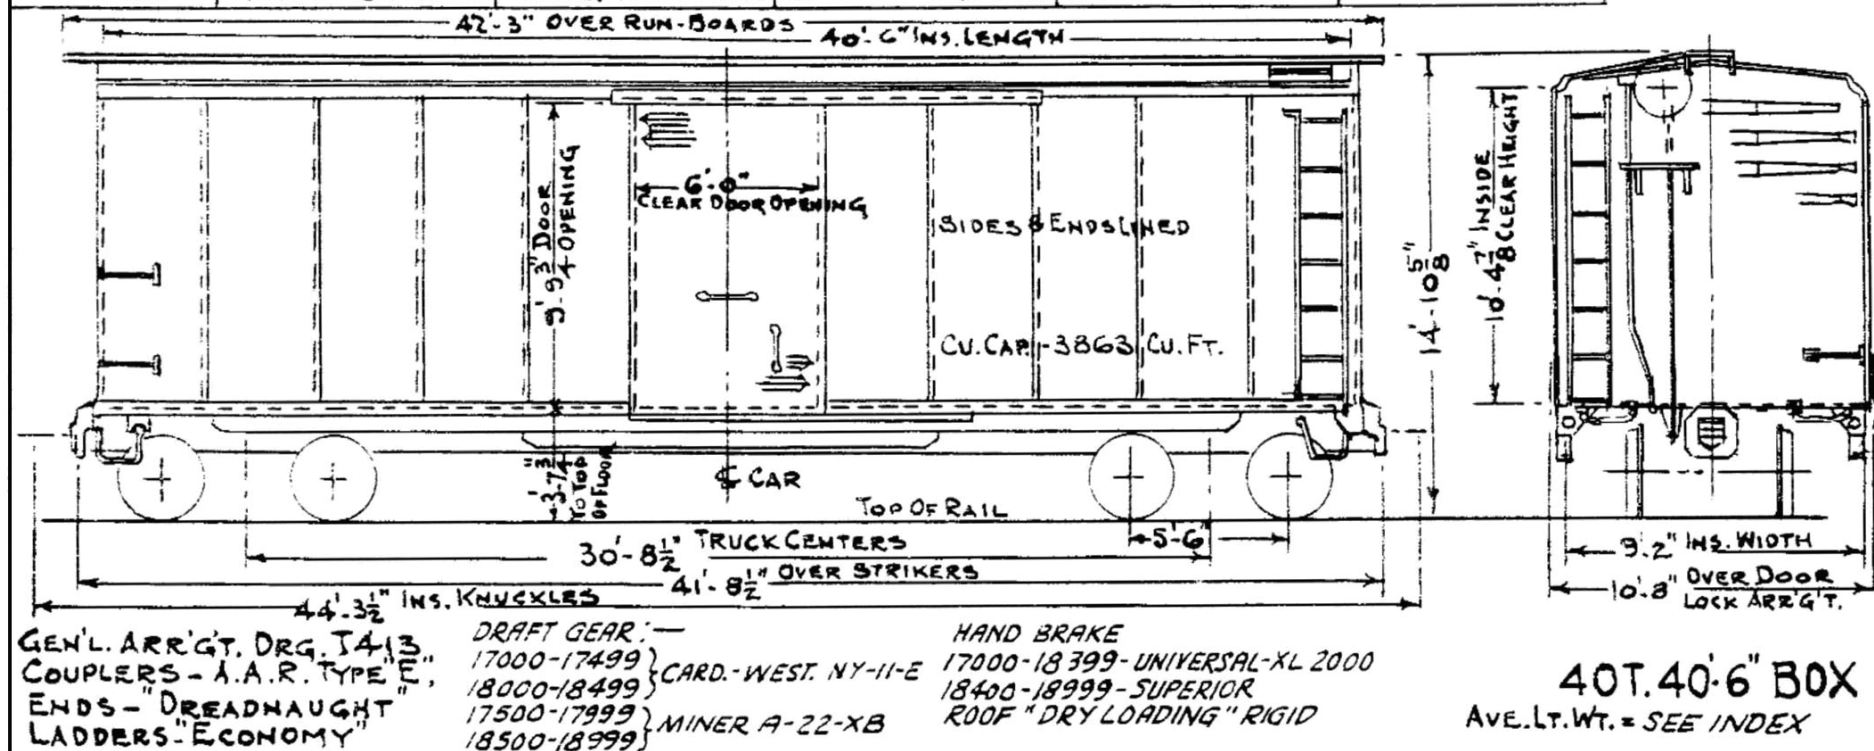 42'-3" OVER RUN-BOARDS
40'-6" INS. LENGTH
9'-9 3/4" DOOR OPENING
6'-0"
CLEAR DOOR OPENING
SIDES & ENDS LINED
CU. CAP. - 3863 CU. FT.
14'-10 5/8"
10'-4 7/8" INSIDE CLEAR HEIGHT
3'-7 3/4"
TO TOP
OF FLOOR
℄ CAR
TOP OF RAIL
30'-8 1/2" TRUCK CENTERS
5'-6"
41'-8 1/2" OVER STRIKERS
44'-3 1/2" INS. KNUCKLES
9'-2" INS. WIDTH
10'-8" OVER DOOR
LOCK ARR'G'T.
GEN'L. ARR'G'T. DRG. T413
COUPLERS - A.A.R. TYPE "E",
ENDS - "DREADNAUGHT"
LADDERS - "ECONOMY"
DRAFT GEAR:—
17000-17499 } CARD.-WEST. NY-11-E
18000-18499
17500-17999 } MINER A-22-XB
18500-18999
HAND BRAKE
17000-18399 - UNIVERSAL-XL 2000
18400-18999 - SUPERIOR
ROOF "DRY LOADING" RIGID
40T. 40'-6" BOX
AVE. LT. WT. = SEE INDEX